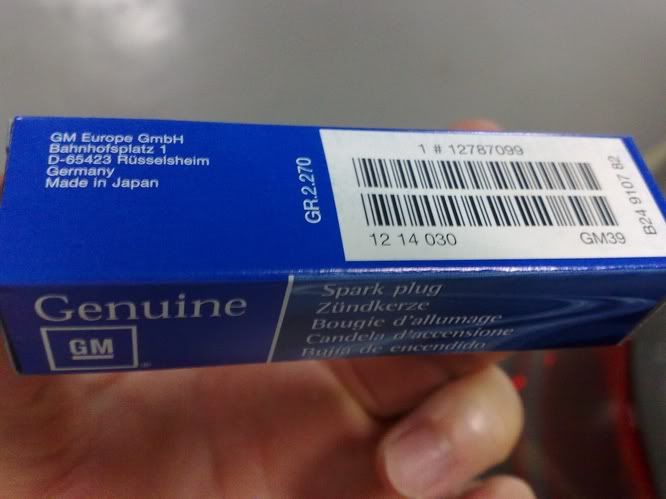 GM Europe GmbH
Bahnhofsplatz 1
D-65423 Rüsselsheim
Germany
Made in Japan
GR.2.270
1 # 12787099
12 14 030
GM39
B24 9107 82
Genuine
GM
Spark plug
Zündkerze
Bougie d'allumage
Candela d'accensione
Bujía de encendido